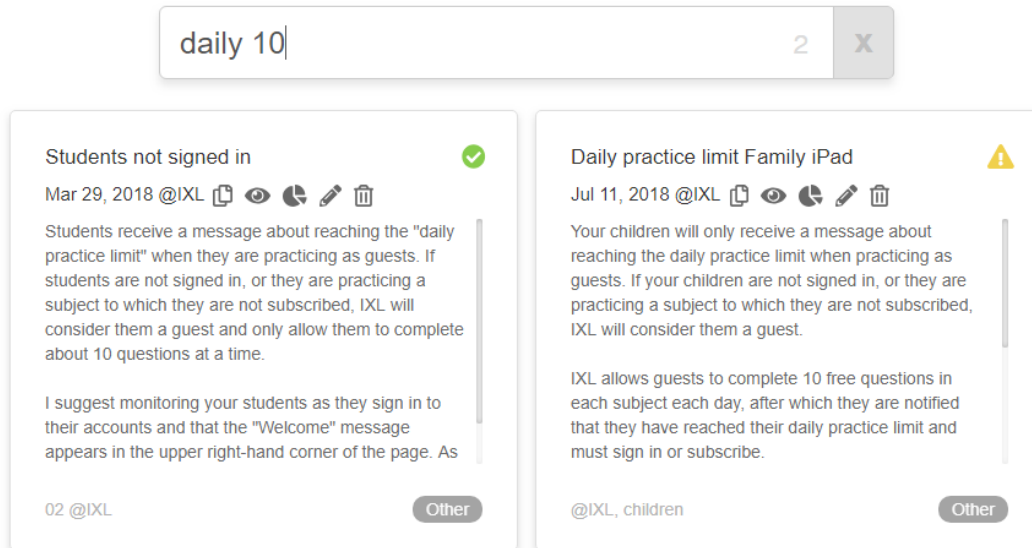 daily 10
2
X
Students not signed in
Mar 29, 2018 @IXL
Students receive a message about reaching the "daily
practice limit" when they are practicing as guests. If
students are not signed in, or they are practicing a
subject to which they are not subscribed, IXL will
consider them a guest and only allow them to complete
about 10 questions at a time.
I suggest monitoring your students as they sign in to
their accounts and that the "Welcome" message
appears in the upper right-hand corner of the page. As
02 @IXL
Other
Daily practice limit Family iPad
Jul 11, 2018 @IXL
Your children will only receive a message about
reaching the daily practice limit when practicing as
guests. If your children are not signed in, or they are
practicing a subject to which they are not subscribed,
IXL will consider them a guest.
IXL allows guests to complete 10 free questions in
each subject each day, after which they are notified
that they have reached their daily practice limit and
must sign in or subscribe.
@IXL, children
Other